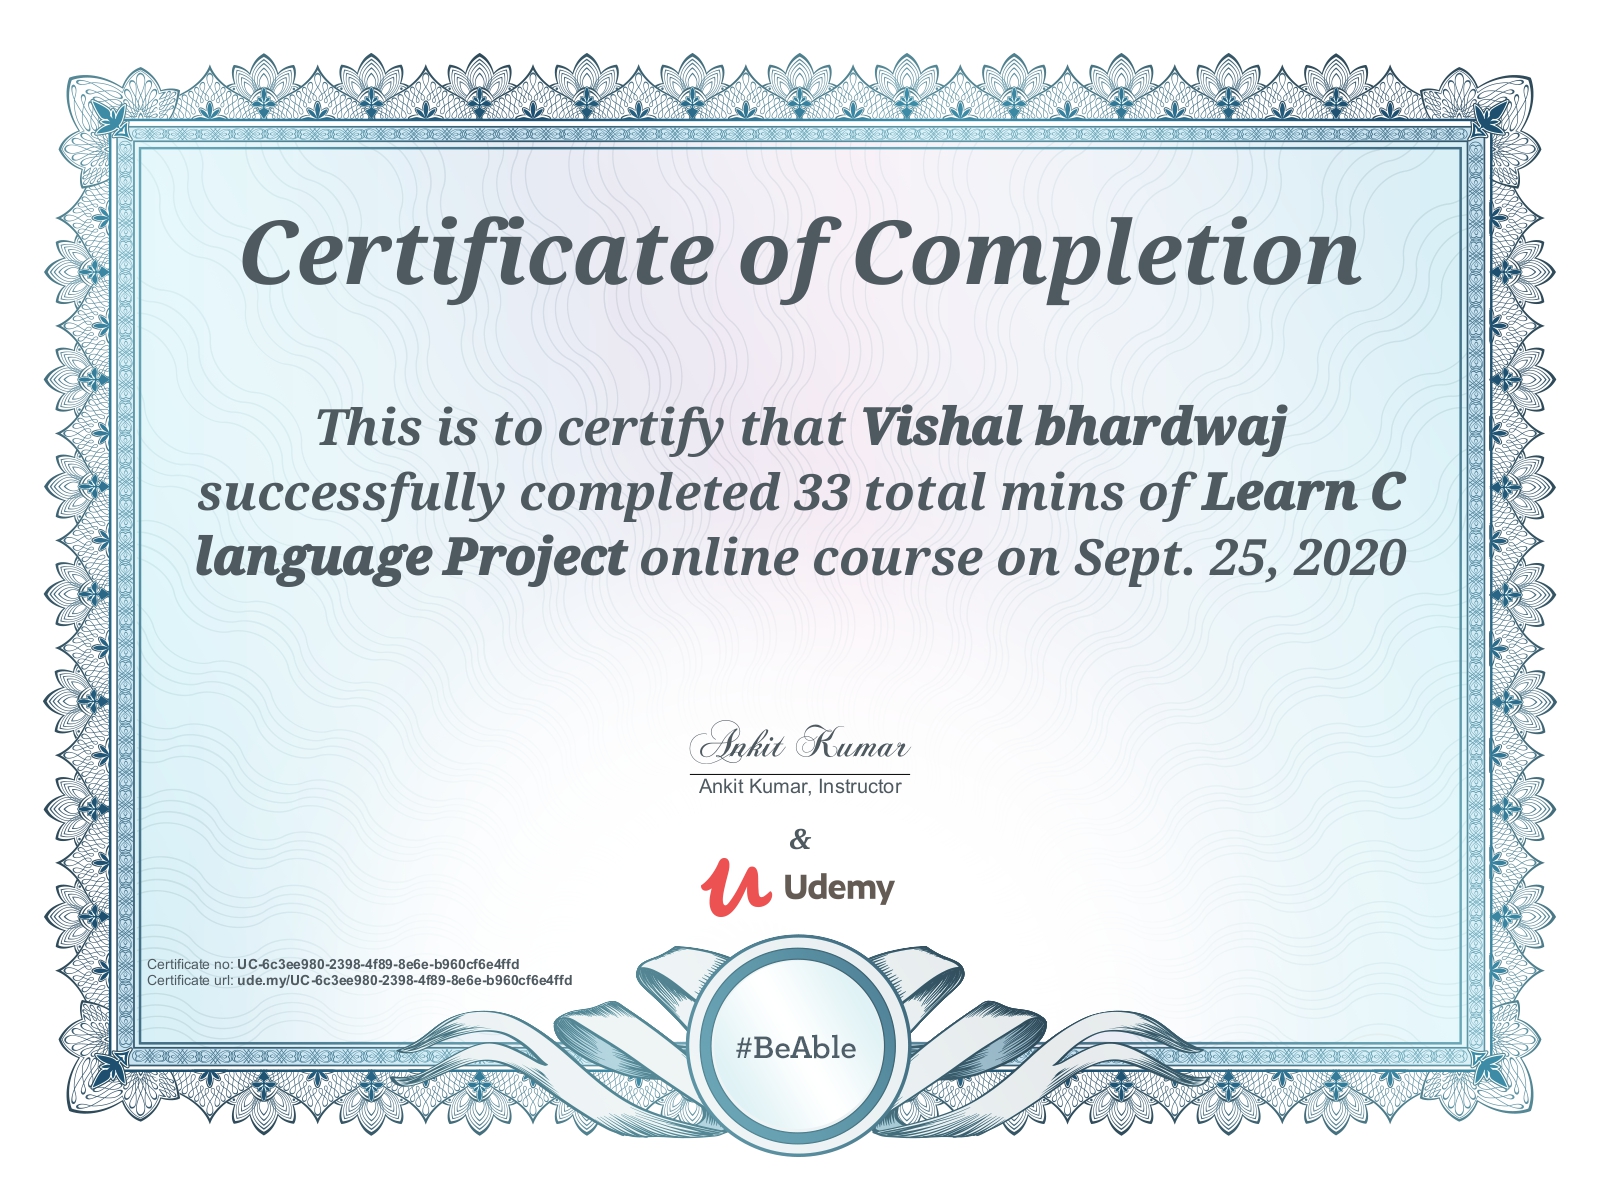 Certificate of Completion
This is to certify that Vishal bhardwaj
successfully completed 33 total mins of Learn C
language Project online course on Sept. 25, 2020
Ankit Kumar
Ankit Kumar, Instructor
&
Udemy
Certificate no: UC-6c3ee980-2398-4f89-8e6e-b960cf6e4ffd
Certificate url: ude.my/UC-6c3ee980-2398-4f89-8e6e-b960cf6e4ffd
#BeAble